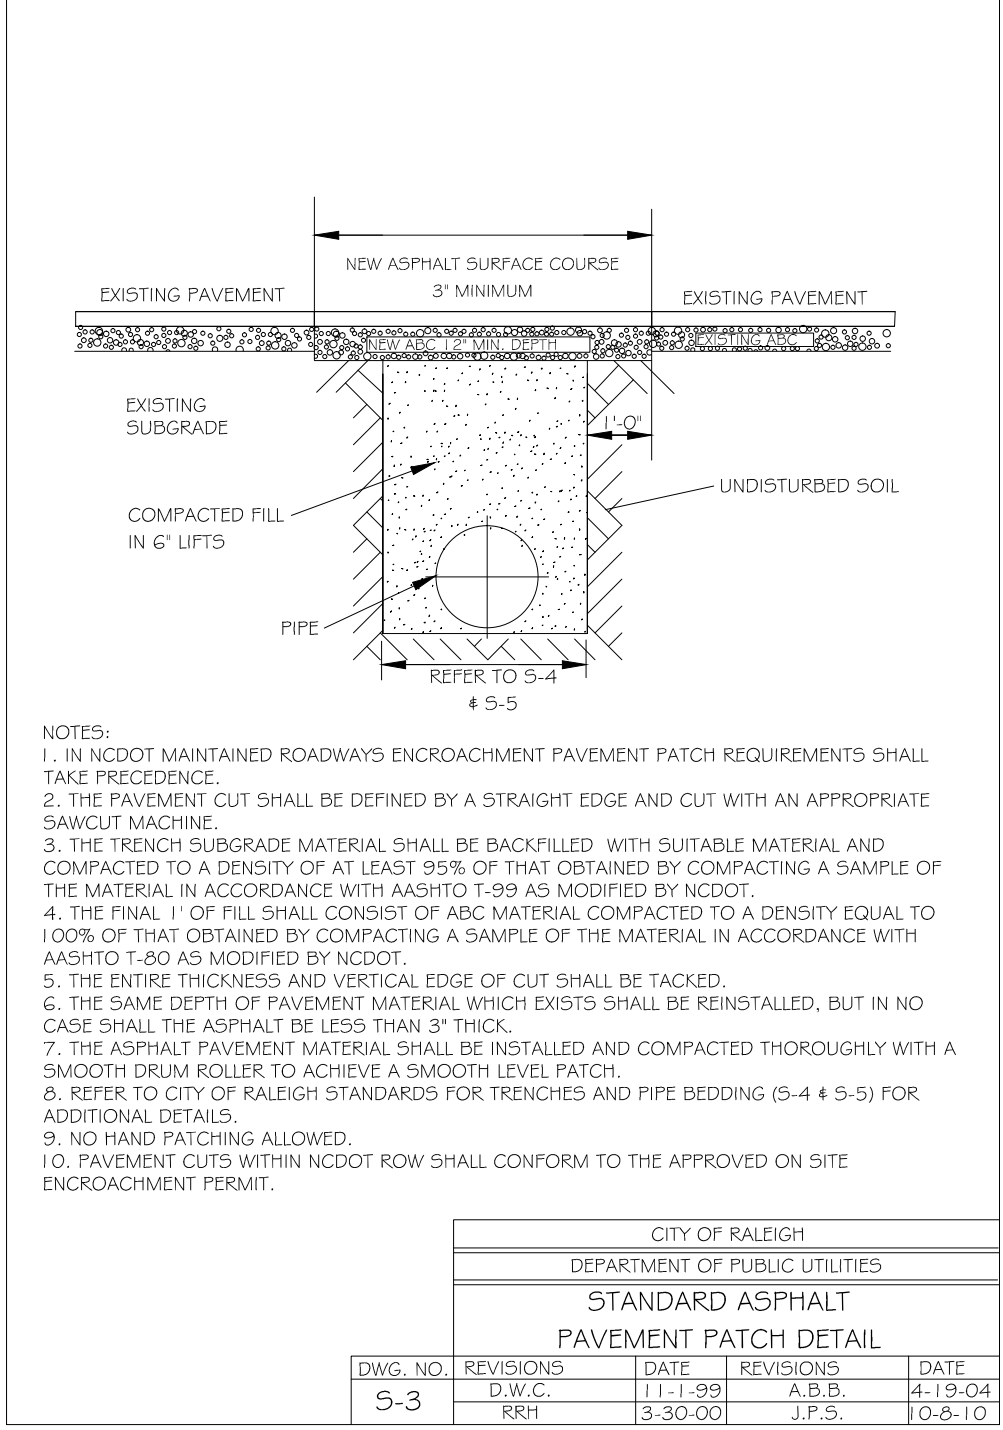 NEW ASPHALT SURFACE COURSE
3" MINIMUM
EXISTING PAVEMENT
EXISTING PAVEMENT
NEW ABC 12" MIN. DEPTH
EXISTING ABC
EXISTING
SUBGRADE
1'-0"
UNDISTURBED SOIL
COMPACTED FILL
IN 6" LIFTS
PIPE
REFER TO S-4
& S-5
NOTES:
1. IN NCDOT MAINTAINED ROADWAYS ENCROACHMENT PAVEMENT PATCH REQUIREMENTS SHALL
TAKE PRECEDENCE.
2. THE PAVEMENT CUT SHALL BE DEFINED BY A STRAIGHT EDGE AND CUT WITH AN APPROPRIATE
SAWCUT MACHINE.
3. THE TRENCH SUBGRADE MATERIAL SHALL BE BACKFILLED WITH SUITABLE MATERIAL AND
COMPACTED TO A DENSITY OF AT LEAST 95% OF THAT OBTAINED BY COMPACTING A SAMPLE OF
THE MATERIAL IN ACCORDANCE WITH AASHTO T-99 AS MODIFIED BY NCDOT.
4. THE FINAL 1' OF FILL SHALL CONSIST OF ABC MATERIAL COMPACTED TO A DENSITY EQUAL TO
100% OF THAT OBTAINED BY COMPACTING A SAMPLE OF THE MATERIAL IN ACCORDANCE WITH
AASHTO T-80 AS MODIFIED BY NCDOT.
5. THE ENTIRE THICKNESS AND VERTICAL EDGE OF CUT SHALL BE TACKED.
6. THE SAME DEPTH OF PAVEMENT MATERIAL WHICH EXISTS SHALL BE REINSTALLED, BUT IN NO
CASE SHALL THE ASPHALT BE LESS THAN 3" THICK.
7. THE ASPHALT PAVEMENT MATERIAL SHALL BE INSTALLED AND COMPACTED THOROUGHLY WITH A
SMOOTH DRUM ROLLER TO ACHIEVE A SMOOTH LEVEL PATCH.
8. REFER TO CITY OF RALEIGH STANDARDS FOR TRENCHES AND PIPE BEDDING (S-4 & S-5) FOR
ADDITIONAL DETAILS.
9. NO HAND PATCHING ALLOWED.
10. PAVEMENT CUTS WITHIN NCDOT ROW SHALL CONFORM TO THE APPROVED ON SITE
ENCROACHMENT PERMIT.
CITY OF RALEIGH
DEPARTMENT OF PUBLIC UTILITIES
STANDARD ASPHALT
PAVEMENT PATCH DETAIL
DWG. NO. REVISIONS DATE REVISIONS DATE
S-3
D.W.C. 11-1-99 A.B.B. 4-19-04
RRH 3-30-00 J.P.S. 10-8-10